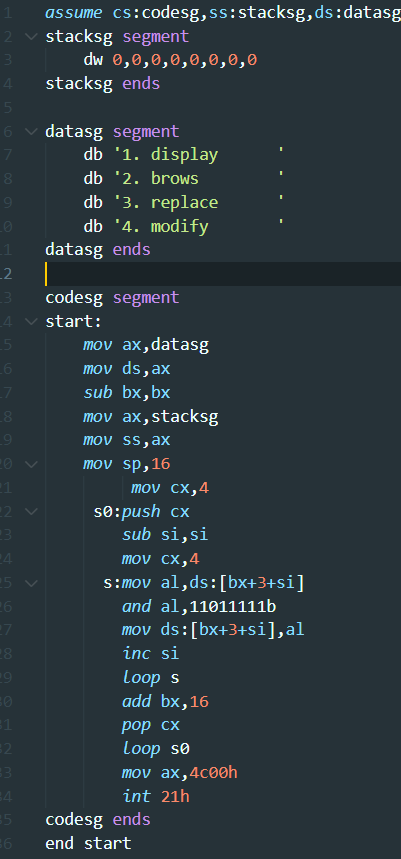 1 assume cs:codesg,ss:stacksg,ds:datasg
2 stacksg segment
3 dw 0,0,0,0,0,0,0,0
4 stacksg ends
5
6 datasg segment
7 db '1. display      '
8 db '2. brows        '
9 db '3. replace      '
10 db '4. modify       '
11 datasg ends
12
13 codesg segment
14 start:
15 mov ax,datasg
16 mov ds,ax
17 sub bx,bx
18 mov ax,stacksg
19 mov ss,ax
20 mov sp,16
21 mov cx,4
22 s0:push cx
23 sub si,si
24 mov cx,4
25 s:mov al,ds:[bx+3+si]
26 and al,11011111b
27 mov ds:[bx+3+si],al
28 inc si
29 loop s
30 add bx,16
31 pop cx
32 loop s0
33 mov ax,4c00h
34 int 21h
35 codesg ends
36 end start